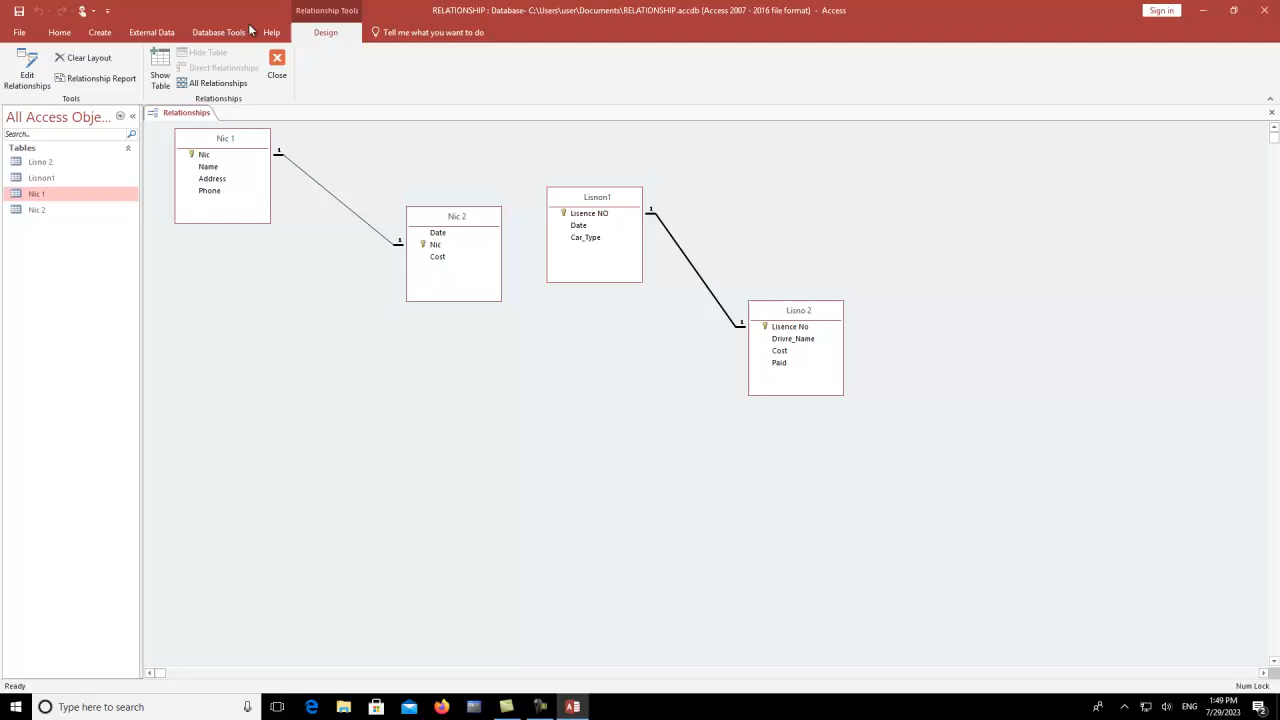 Relationship Tools
RELATIONSHIP : Database- C:\Users\user\Documents\RELATIONSHIP.accdb (Access 2007 - 2016 file format) - Access
Sign in
File Home Create External Data Database Tools Help Design Tell me what you want to do
Edit Relationships
Clear Layout
Relationship Report
Tools
Show Table
Hide Table
Direct Relationships
All Relationships
Relationships
Close
All Access Obje...
Search...
Tables
Lisno 2
Lisnon1
Nic 1
Nic 2
Relationships
Nic 1
Nic
Name
Address
Phone
1
1
Nic 2
Date
Nic
Cost
Lisnon1
Lisence NO
Date
Car_Type
1
1
Lisno 2
Lisence No
Drivre_Name
Cost
Paid
Ready
Num Lock
Type here to search
ENG
1:49 PM
7/29/2023
2